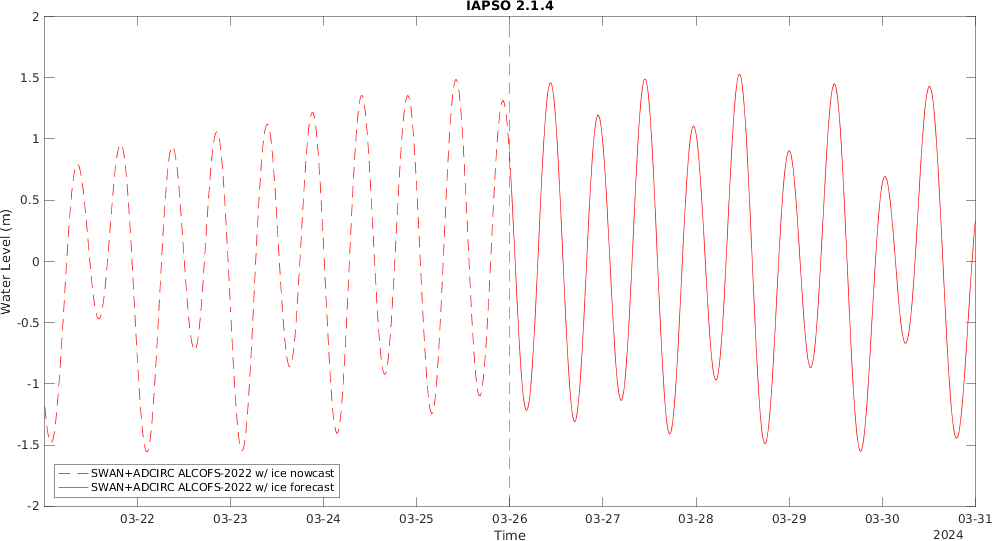 IAPSO 2.1.4
2
1.5
1
0.5
0
-0.5
-1
-1.5
-2
Water Level (m)
SWAN+ADCIRC ALCOFS-2022 w/ ice nowcast
SWAN+ADCIRC ALCOFS-2022 w/ ice forecast
03-22 03-23 03-24 03-25 03-26 03-27 03-28 03-29 03-30 03-31
Time
2024